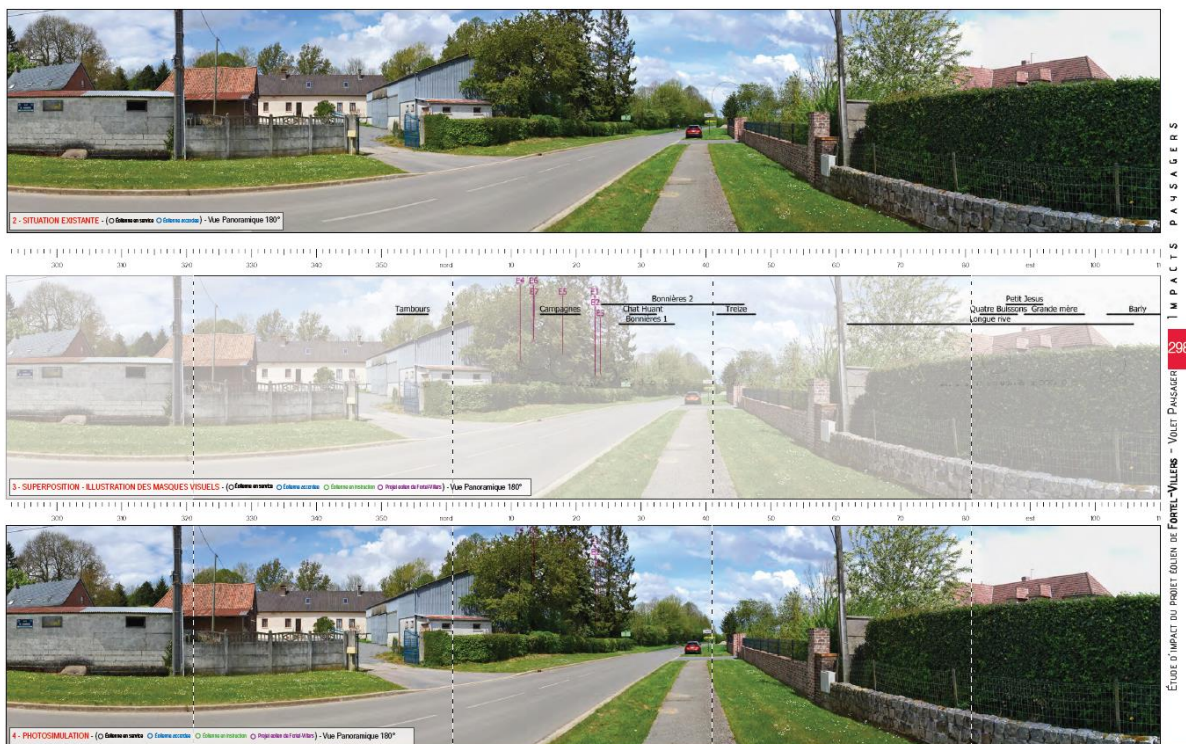 2 - SITUATION EXISTANTE - ( Éolienne en service Éolienne accordée) - Vue Panoramique 180°
300 310 320 330 340 350 nord 10 20 30 40 50 60 70 80 est 100
E4 E6
E7 E5 E1
E2
E3
Bonnières 2
Petit Jesus
Tambours Campagnes Chat Huant Treize Quatre Buissons Grande mère Barly
Bonnières 1 Longue rive
3 - SUPERPOSITION - ILLUSTRATION DES MASQUES VISUELS - ( Éolienne en service Éolienne accordée Éolienne en instruction Projet éolien de Fortel-Villers) - Vue Panoramique 180°
300 310 320 330 340 350 nord 10 20 30 40 50 60 70 80 est 100
4 - PHOTOSIMULATION - ( Éolienne en service Éolienne accordée Éolienne en instruction Projet éolien de Fortel-Villers) - Vue Panoramique 180°
IMPACTS PAYSAGERS
298
ÉTUDE D'IMPACT DU PROJET ÉOLIEN DE FORTEL-VILLERS - VOLET PAYSAGER